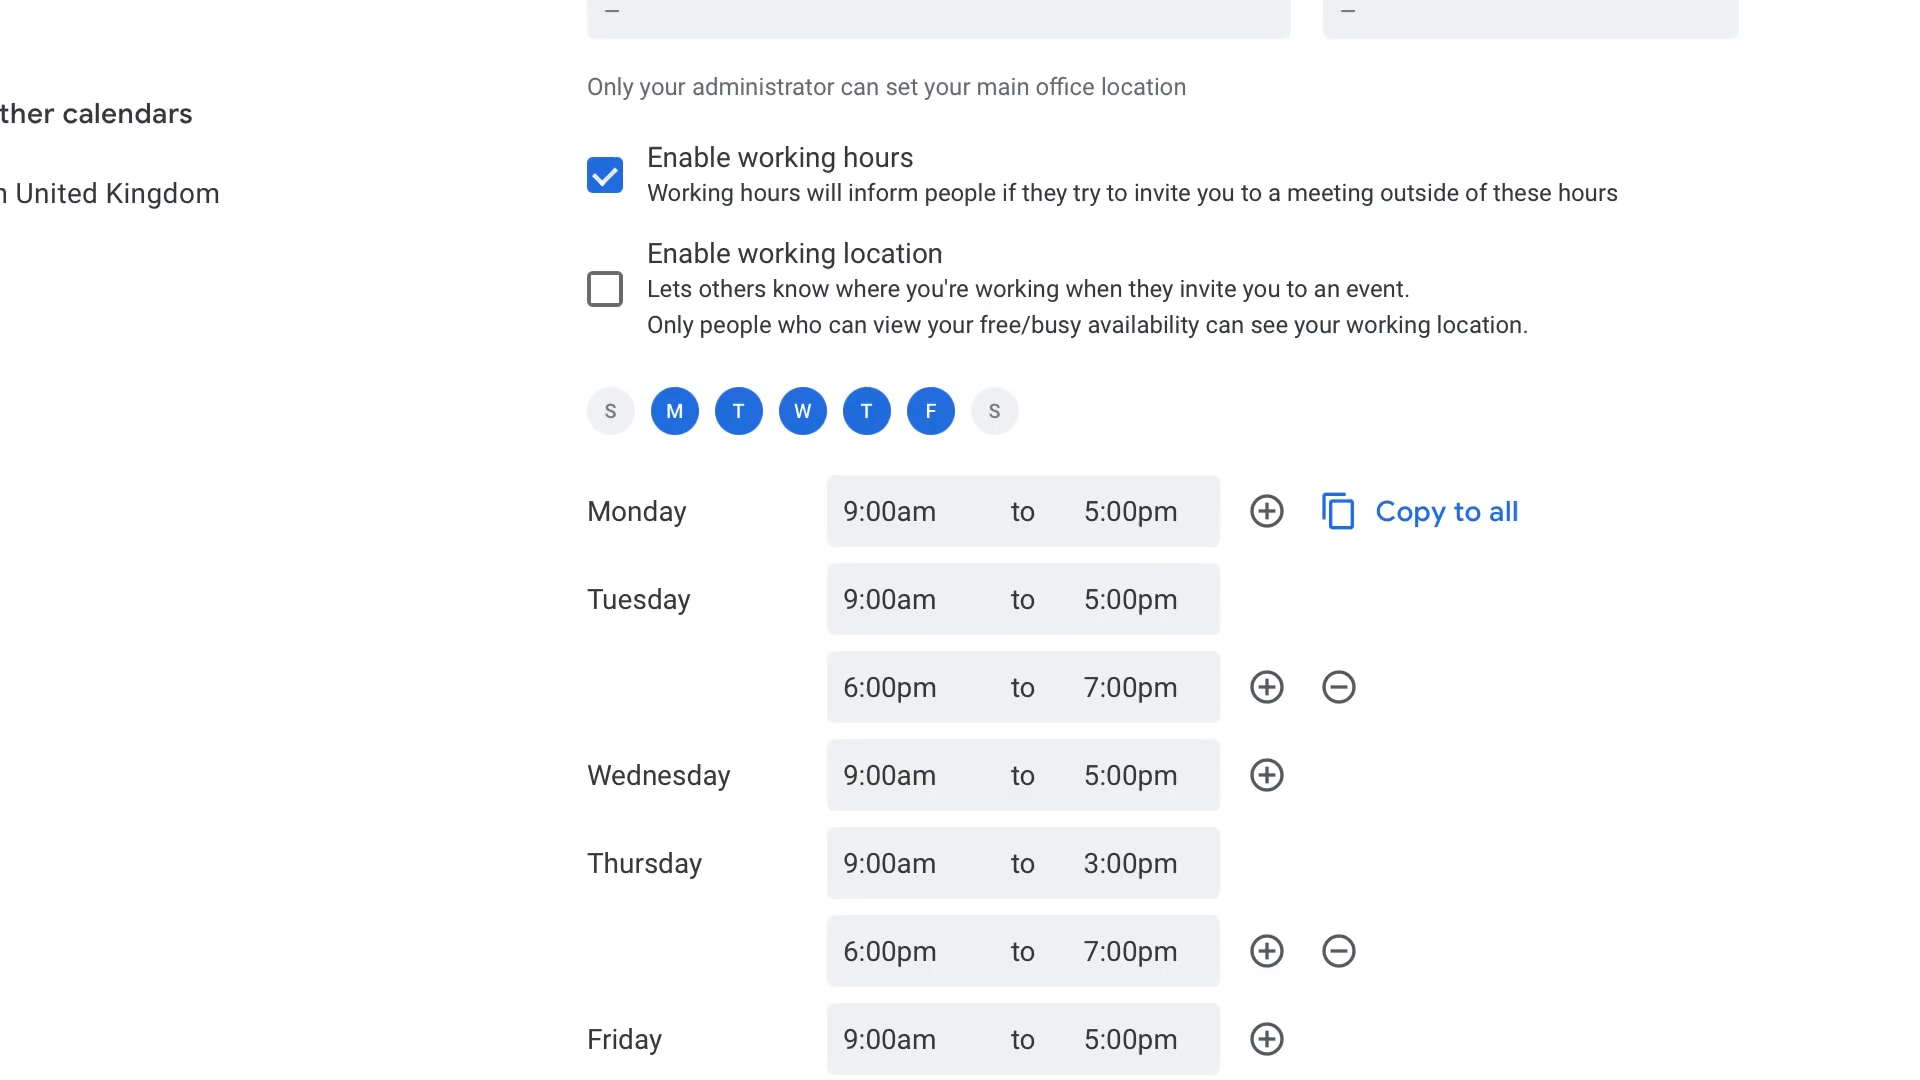 –
–
Only your administrator can set your main office location
ther calendars
Enable working hours
Working hours will inform people if they try to invite you to a meeting outside of these hours
United Kingdom
Enable working location
Lets others know where you're working when they invite you to an event.
Only people who can view your free/busy availability can see your working location.
S M T W T F S
Monday 9:00am to 5:00pm Copy to all
Tuesday 9:00am to 5:00pm
6:00pm to 7:00pm
Wednesday 9:00am to 5:00pm
Thursday 9:00am to 3:00pm
6:00pm to 7:00pm
Friday 9:00am to 5:00pm